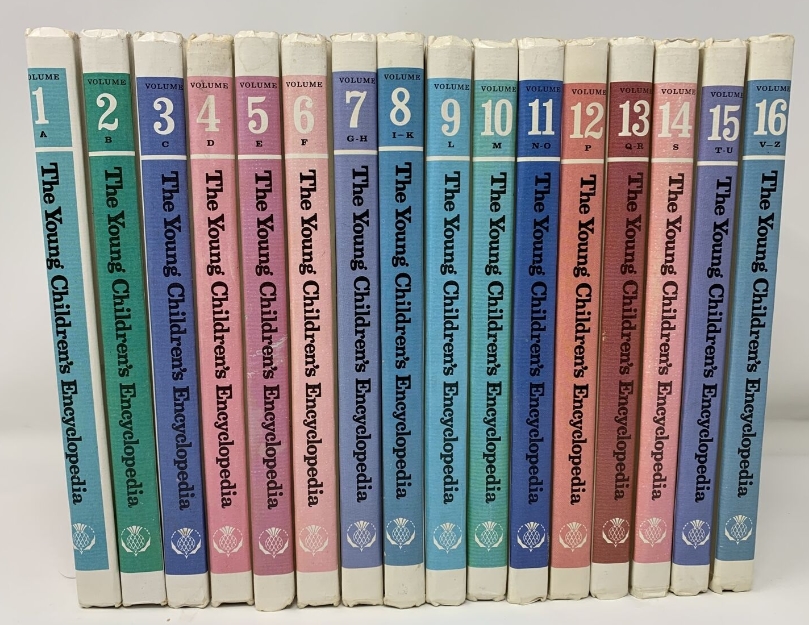 VOLUME
1
A
The Young Children's Encyclopedia
VOLUME
2
B
The Young Children's Encyclopedia
VOLUME
3
C
The Young Children's Encyclopedia
VOLUME
4
D
The Young Children's Encyclopedia
VOLUME
5
E
The Young Children's Encyclopedia
VOLUME
6
F
The Young Children's Encyclopedia
VOLUME
7
G-H
The Young Children's Encyclopedia
VOLUME
8
I-K
The Young Children's Encyclopedia
VOLUME
9
L
The Young Children's Encyclopedia
VOLUME
10
M
The Young Children's Encyclopedia
VOLUME
11
N-O
The Young Children's Encyclopedia
VOLUME
12
P
The Young Children's Encyclopedia
VOLUME
13
Q-R
The Young Children's Encyclopedia
VOLUME
14
S
The Young Children's Encyclopedia
VOLUME
15
T-U
The Young Children's Encyclopedia
VOLUME
16
V-Z
The Young Children's Encyclopedia